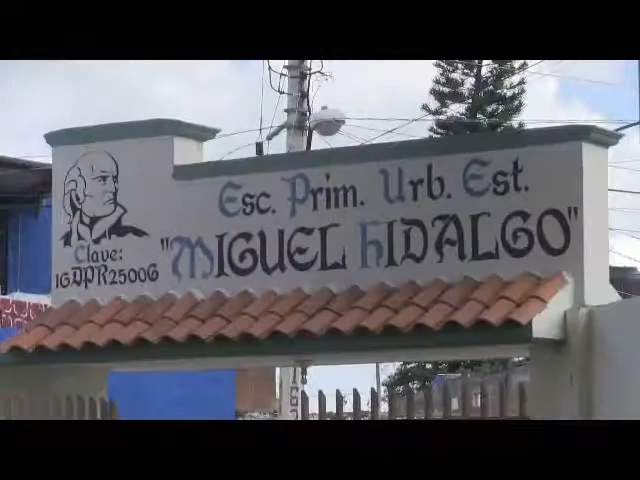 Esc. Prim. Urb. Est.
"MIGUEL HIDALGO"
Clave:
16DPR2500G